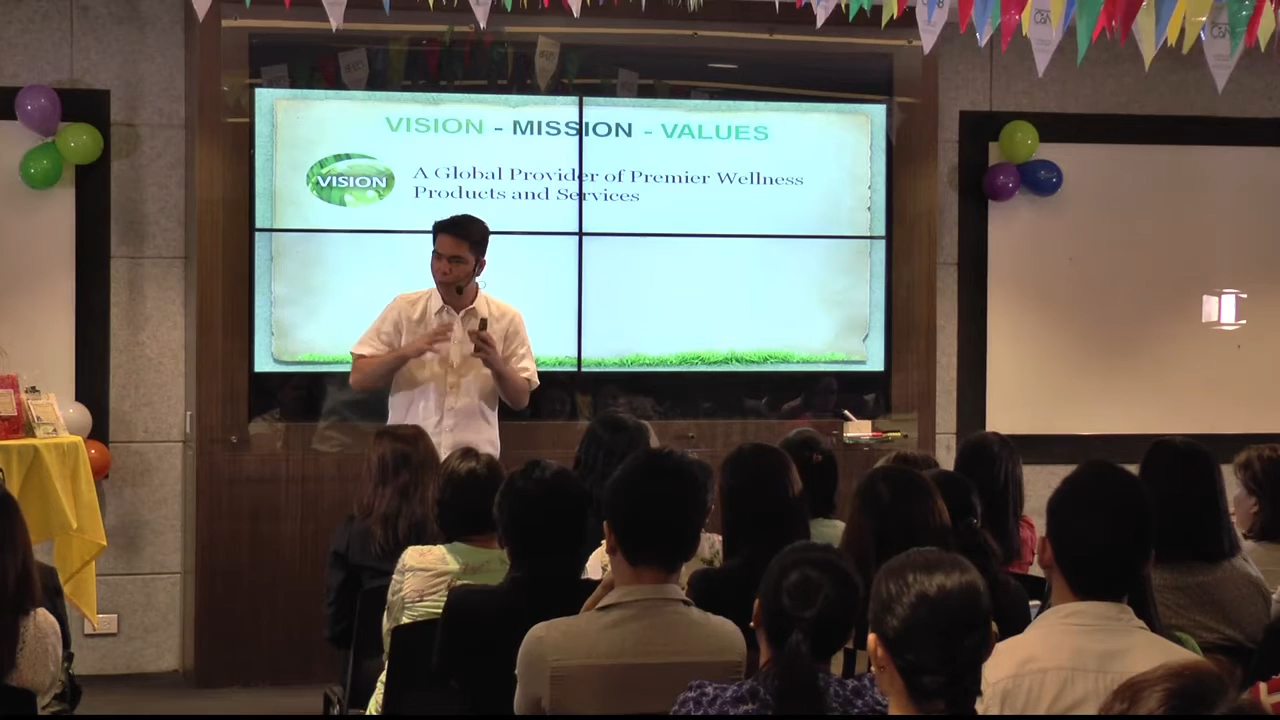 VISION - MISSION - VALUES
VISION
A Global Provider of Premier Wellness
Products and Services